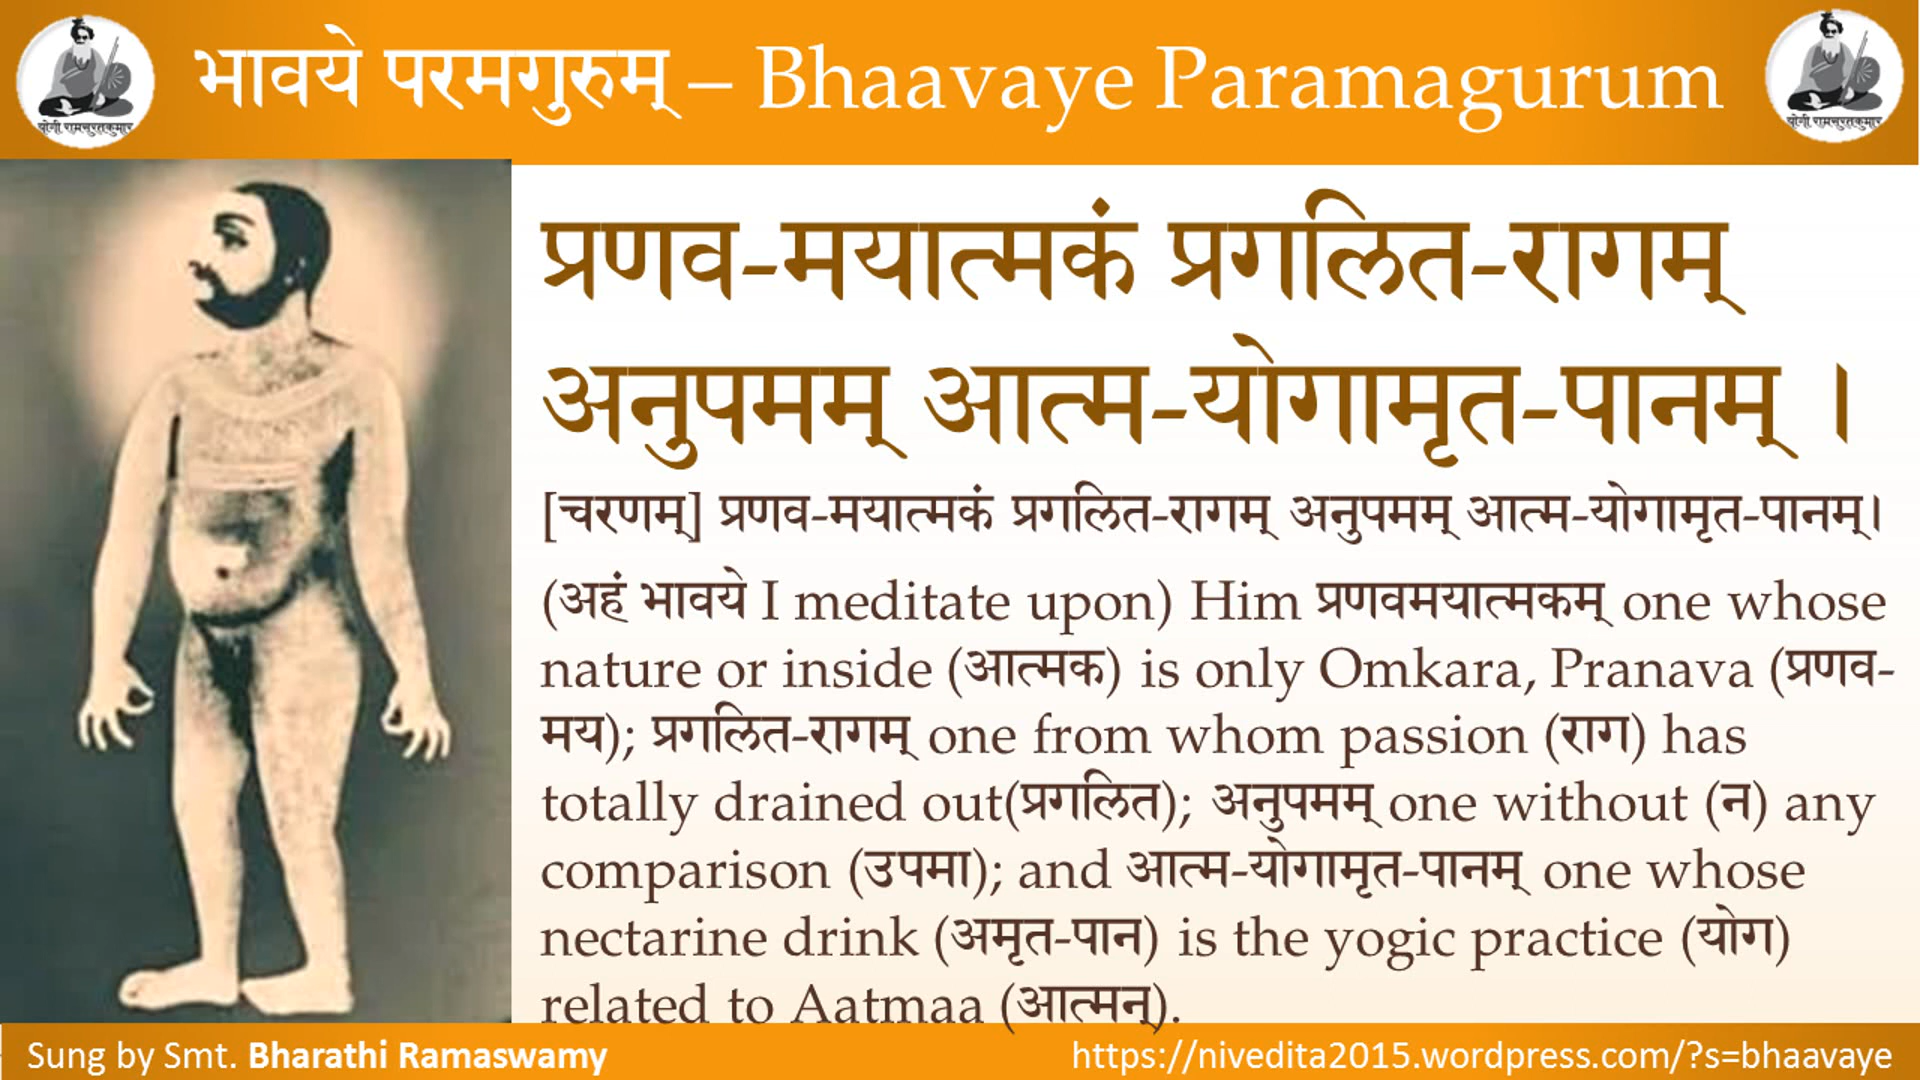 भावये परमगुरुम् – Bhaavaye Paramagurum
योगी रामसुरतकुमार
योगी रामसुरतकुमार
प्रणव-मयात्मकं प्रगलित-रागम्
अनुपमम् आत्म-योगामृत-पानम् ।
[चरणम्] प्रणव-मयात्मकं प्रगलित-रागम् अनुपमम् आत्म-योगामृत-पानम्।
(अहं भावये I meditate upon) Him प्रणवमयात्मकम् one whose
nature or inside (आत्मक) is only Omkara, Pranava (प्रणव-
मय); प्रगलित-रागम् one from whom passion (राग) has
totally drained out(प्रगलित); अनुपमम् one without (न) any
comparison (उपमा); and आत्म-योगामृत-पानम् one whose
nectarine drink (अमृत-पान) is the yogic practice (योग)
related to Aatmaa (आत्मन्).
Sung by Smt. Bharathi Ramaswamy
https://nivedita2015.wordpress.com/?s=bhaavaye